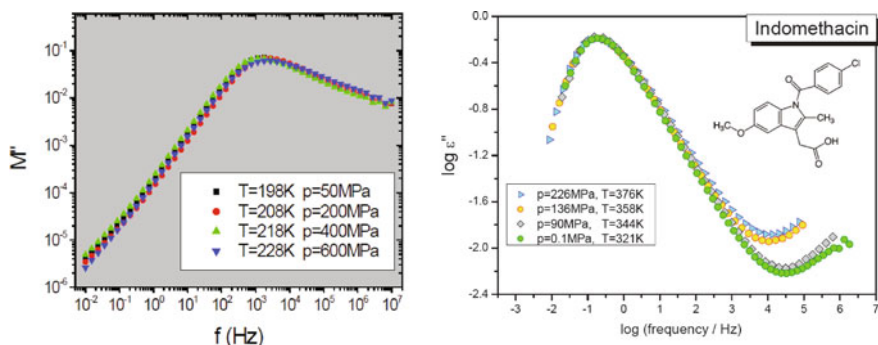 M''
10⁻¹
10⁻²
10⁻³
10⁻⁴
10⁻⁵
10⁻⁶
T=198K p=50MPa
T=208K p=200MPa
T=218K p=400MPa
T=228K p=600MPa
10⁻² 10⁻¹ 10⁰ 10¹ 10² 10³ 10⁴ 10⁵ 10⁶ 10⁷
f (Hz)
Indomethacin
log ε''
0.0
-0.4
-0.8
-1.2
-1.6
-2.0
-2.4
Cl
O
N
CH₃
MeO
OH
O
p=226MPa, T=376K
p=136MPa, T=358K
p=90MPa, T=344K
p=0.1MPa, T=321K
-3 -2 -1 0 1 2 3 4 5 6 7
log (frequency / Hz)